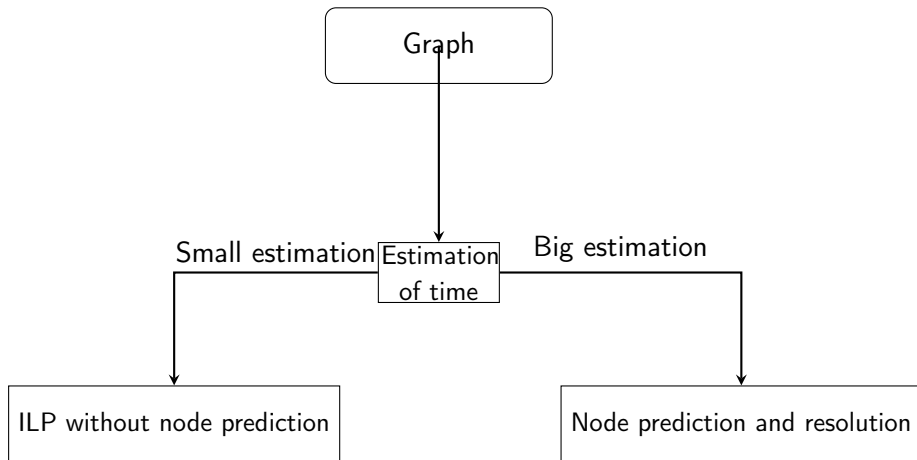 Graph
Small estimation
Estimation
of time
Big estimation
ILP without node prediction
Node prediction and resolution